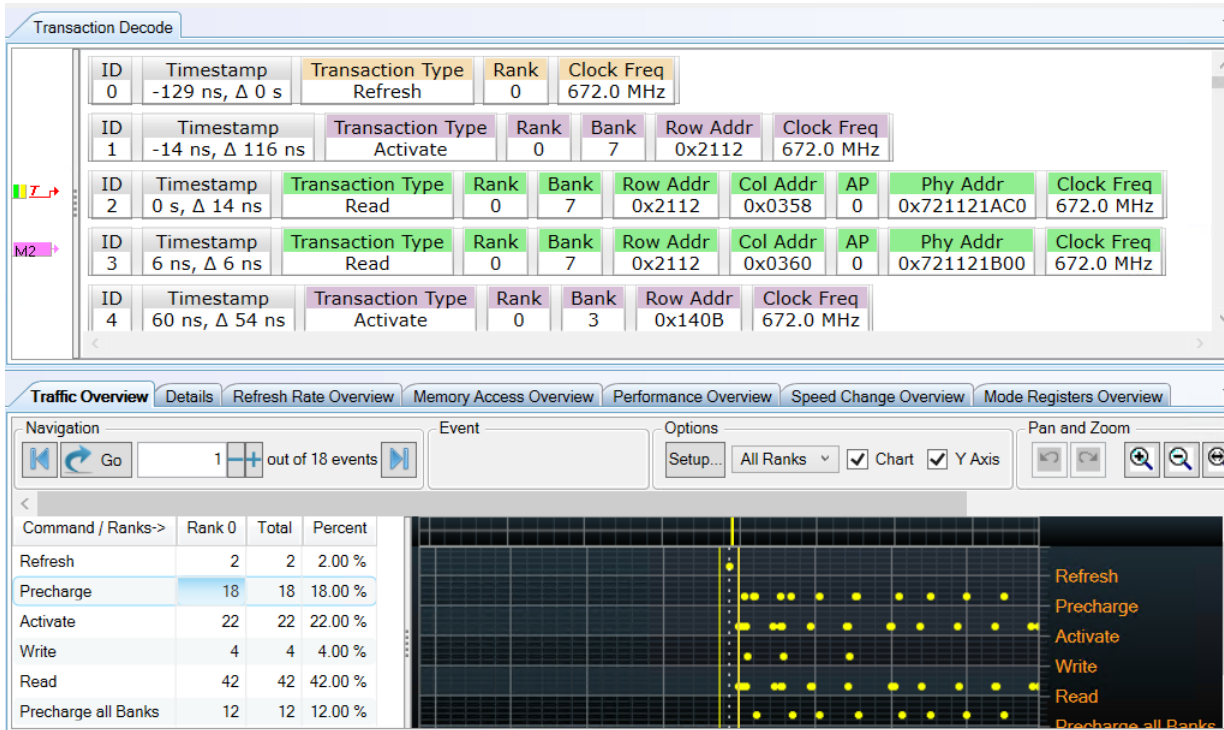 Transaction Decode
ID Timestamp Transaction Type Rank Clock Freq
0 -129 ns, Δ 0 s Refresh 0 672.0 MHz
ID Timestamp Transaction Type Rank Bank Row Addr Clock Freq
1 -14 ns, Δ 116 ns Activate 0 7 0x2112 672.0 MHz
T
ID Timestamp Transaction Type Rank Bank Row Addr Col Addr AP Phy Addr Clock Freq
2 0 s, Δ 14 ns Read 0 7 0x2112 0x0358 0 0x721121AC0 672.0 MHz
M2
ID Timestamp Transaction Type Rank Bank Row Addr Col Addr AP Phy Addr Clock Freq
3 6 ns, Δ 6 ns Read 0 7 0x2112 0x0360 0 0x721121B00 672.0 MHz
ID Timestamp Transaction Type Rank Bank Row Addr Clock Freq
4 60 ns, Δ 54 ns Activate 0 3 0x140B 672.0 MHz
Traffic Overview Details Refresh Rate Overview Memory Access Overview Performance Overview Speed Change Overview Mode Registers Overview
Navigation Event Options Pan and Zoom
Go 1 out of 18 events Setup... All Ranks Chart Y Axis
Command / Ranks-> Rank 0 Total Percent
Refresh 2 2 2.00 %
Precharge 18 18 18.00 %
Activate 22 22 22.00 %
Write 4 4 4.00 %
Read 42 42 42.00 %
Precharge all Banks 12 12 12.00 %
Refresh
Precharge
Activate
Write
Read
Precharge all Banks